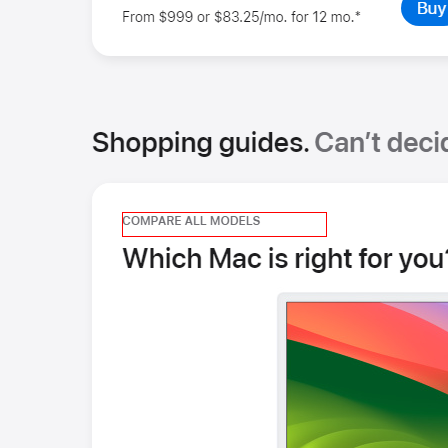 From $999 or $83.25/mo. for 12 mo.*
Buy
Shopping guides. Can't
COMPARE ALL MODELS
Which Mac is right for you?